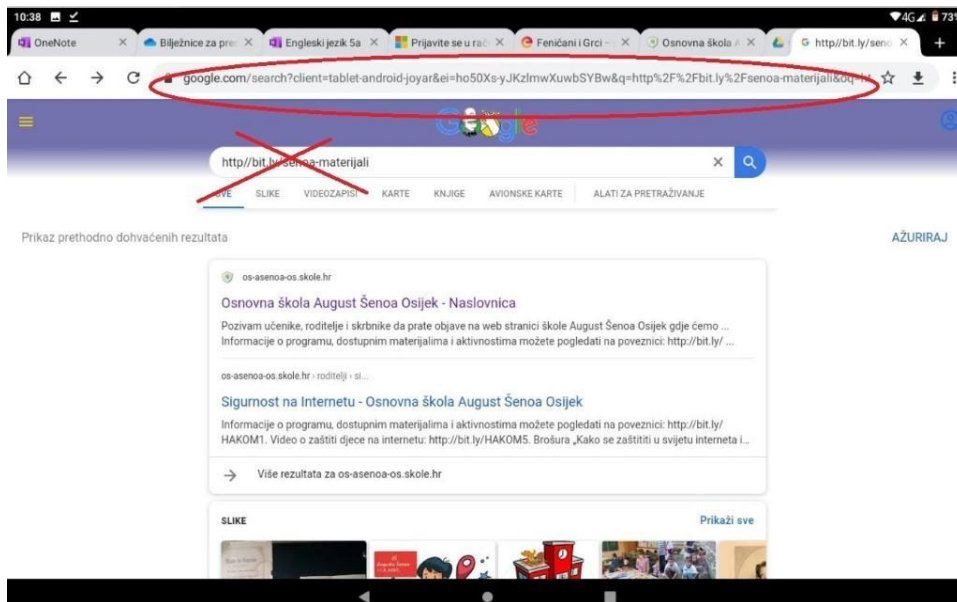 10:38 4G 73%
OneNote Bilježnice za pre Engleski jezik 5a Prijavite se u rač Feničani i Grci – Osnovna škola A http//bit.ly/seno
google.com/search?client=tablet-android-joyar&ei=ho50Xs-yJKzlmwXuwbSYBw&q=http%2F%2Fbit.ly%2Fsenoa-materijali&oq=ht
Google
http//bit.ly/senoa-materijali
SVE SLIKE VIDEOZAPISI KARTE KNJIGE AVIONSKE KARTE ALATI ZA PRETRAŽIVANJE
Prikaz prethodno dohvaćenih rezultata AŽURIRAJ
os-asenoa-os.skole.hr
Osnovna škola August Šenoa Osijek - Naslovnica
Pozivam učenike, roditelje i skrbnike da prate objave na web stranici škole August Šenoa Osijek gdje ćemo ...
Informacije o programu, dostupnim materijalima i aktivnostima možete pogledati na poveznici: http://bit.ly/ ...
os-asenoa-os.skole.hr › roditelji › si...
Sigurnost na Internetu - Osnovna škola August Šenoa Osijek
Informacije o programu, dostupnim materijalima i aktivnostima možete pogledati na poveznici: http://bit.ly/
HAKOM1. Video o zaštiti djece na internetu: http://bit.ly/HAKOM5. Brošura „Kako se zaštititi u svijetu interneta i...
Više rezultata za os-asenoa-os.skole.hr
SLIKE Prikaži sve